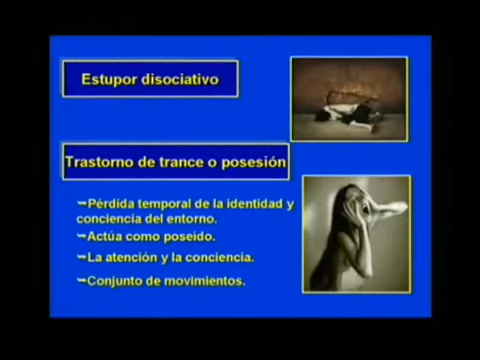 Estupor disociativo
Trastorno de trance o posesión
➥Pérdida temporal de la identidad y
conciencia del entorno.
➥Actúa como poseido.
➥La atención y la conciencia.
➥Conjunto de movimientos.